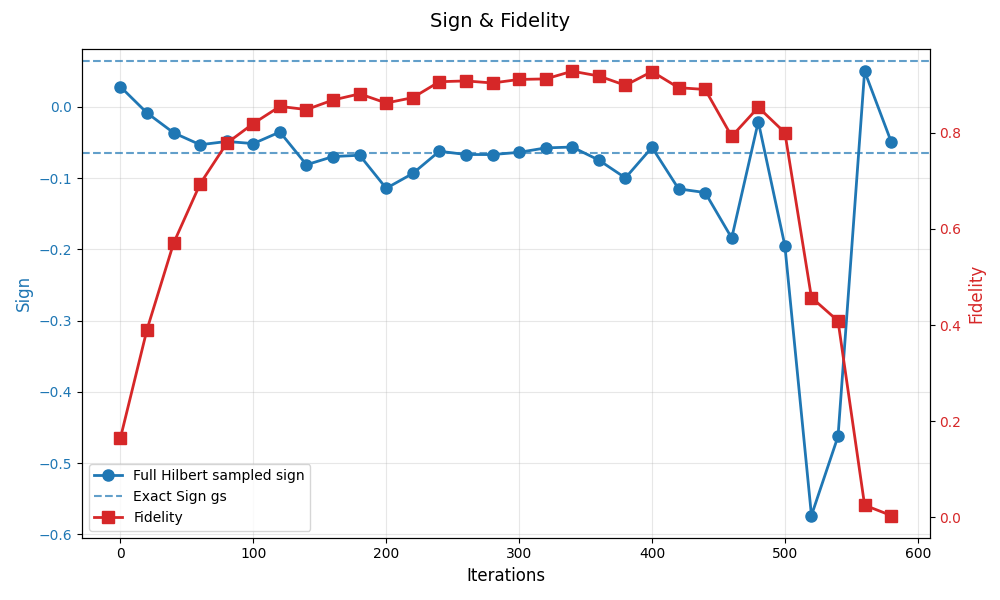 Sign & Fidelity
0.0
−0.1
−0.2
−0.3
−0.4
−0.5
−0.6
Sign
0.8
0.6
0.4
0.2
0.0
Fidelity
Full Hilbert sampled sign
Exact Sign gs
Fidelity
0
100
200
300
400
500
600
Iterations